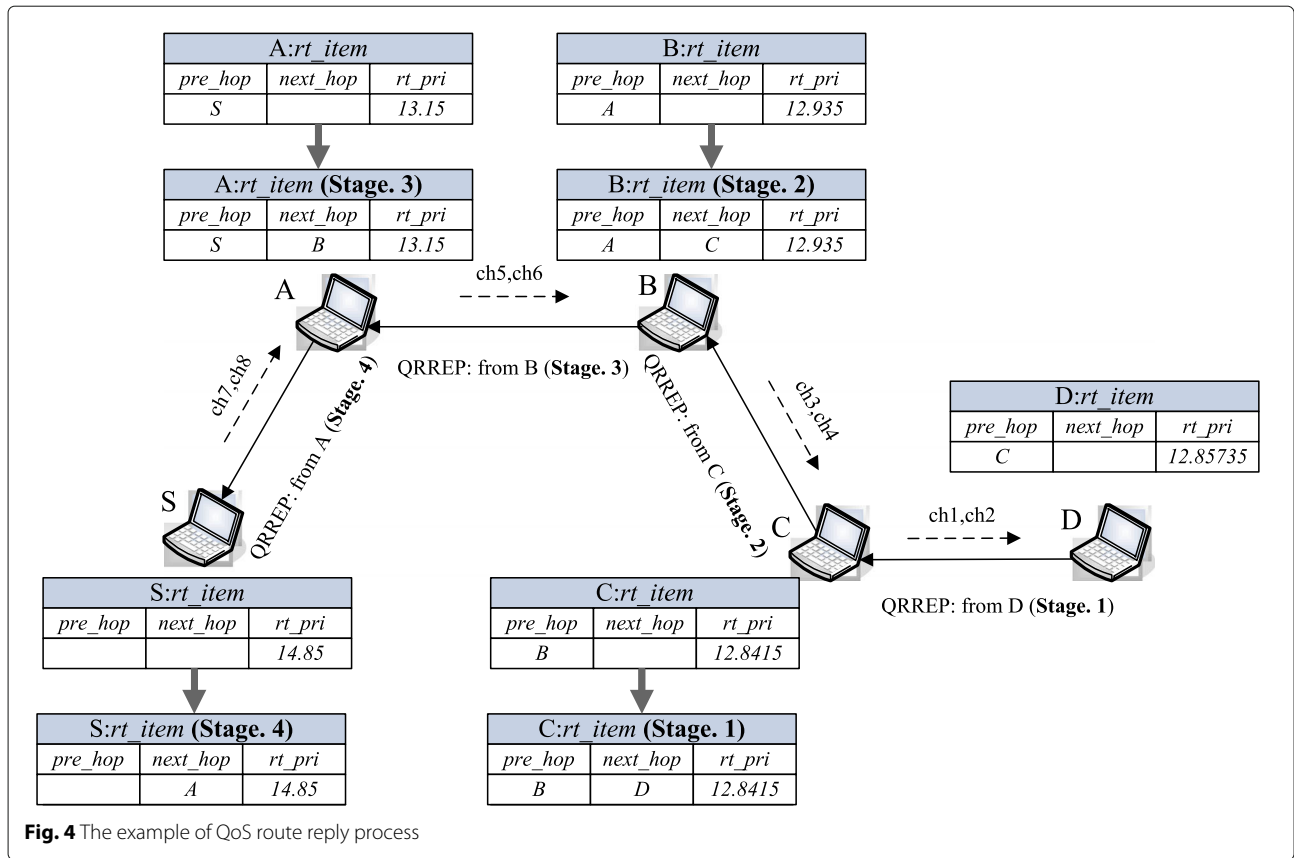 A:rt_item
pre_hop next_hop rt_pri
S 13.15
B:rt_item
pre_hop next_hop rt_pri
A 12.935
A:rt_item (Stage. 3)
pre_hop next_hop rt_pri
S B 13.15
B:rt_item (Stage. 2)
pre_hop next_hop rt_pri
A C 12.935
A
ch5,ch6
B
QRREP: from B (Stage. 3)
ch7,ch8
QRREP: from A (Stage. 4)
S
QRREP: from C (Stage. 2)
ch3,ch4
D:rt_item
pre_hop next_hop rt_pri
C 12.85735
C
ch1,ch2
D
QRREP: from D (Stage. 1)
S:rt_item
pre_hop next_hop rt_pri
14.85
C:rt_item
pre_hop next_hop rt_pri
B 12.8415
S:rt_item (Stage. 4)
pre_hop next_hop rt_pri
A 14.85
C:rt_item (Stage. 1)
pre_hop next_hop rt_pri
B D 12.8415
Fig. 4 The example of QoS route reply process